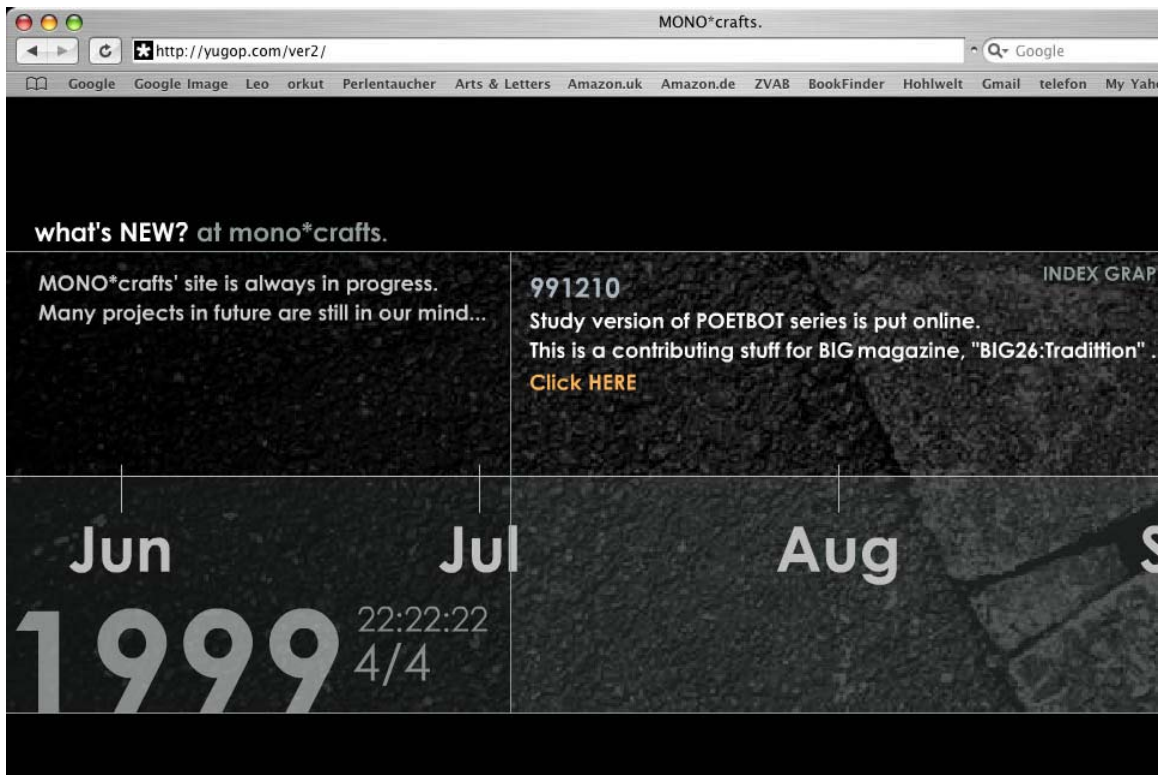 MONO*crafts.
http://yugop.com/ver2/
Google
Google Image Leo orkut Perlentaucher Arts & Letters Amazon.uk Amazon.de ZVAB BookFinder Hohlwelt Gmail telefon My Yah
Google
what's NEW? at mono*crafts.
MONO*crafts' site is always in progress.
Many projects in future are still in our mind...
INDEX GRAP
991210
Study version of POETBOT series is put online.
This is a contributing stuff for BIG magazine, "BIG26:Tradittion" .
Click HERE
Jun Jul Aug S
1999
22:22:22
4/4